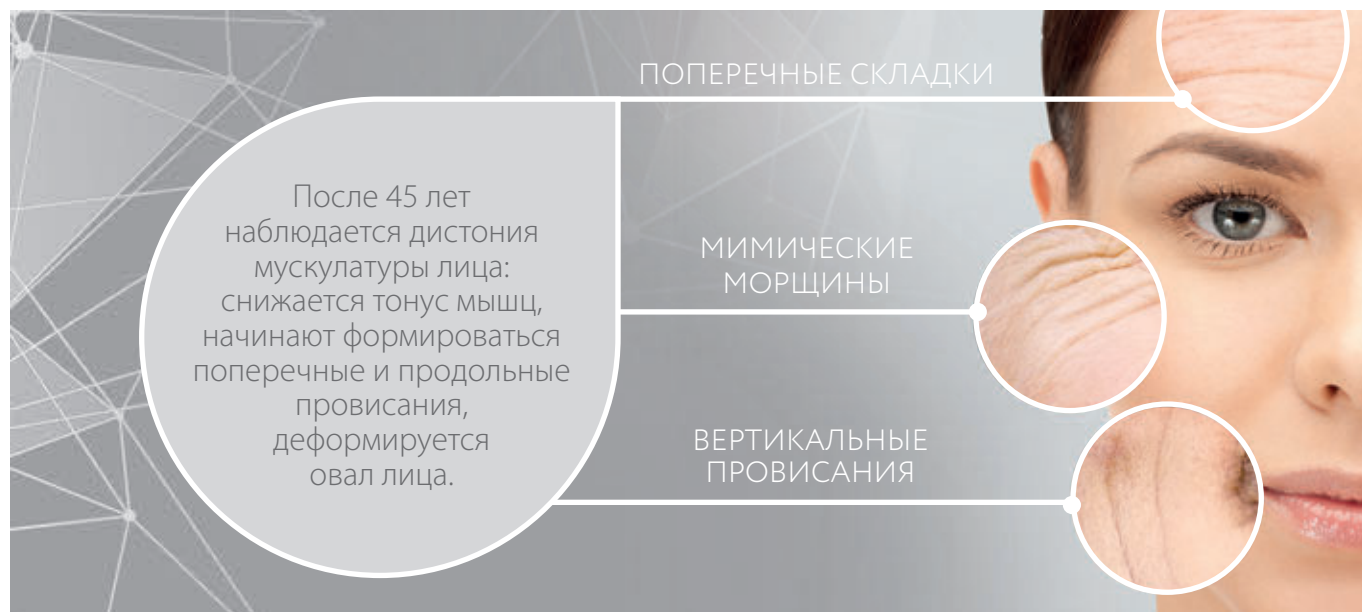 После 45 лет
наблюдается дистония
мускулатуры лица:
снижается тонус мышц,
начинают формироваться
поперечные и продольные
провисания,
деформируется
овал лица.
ПОПЕРЕЧНЫЕ СКЛАДКИ
МИМИЧЕСКИЕ
МОРЩИНЫ
ВЕРТИКАЛЬНЫЕ
ПРОВИСАНИЯ